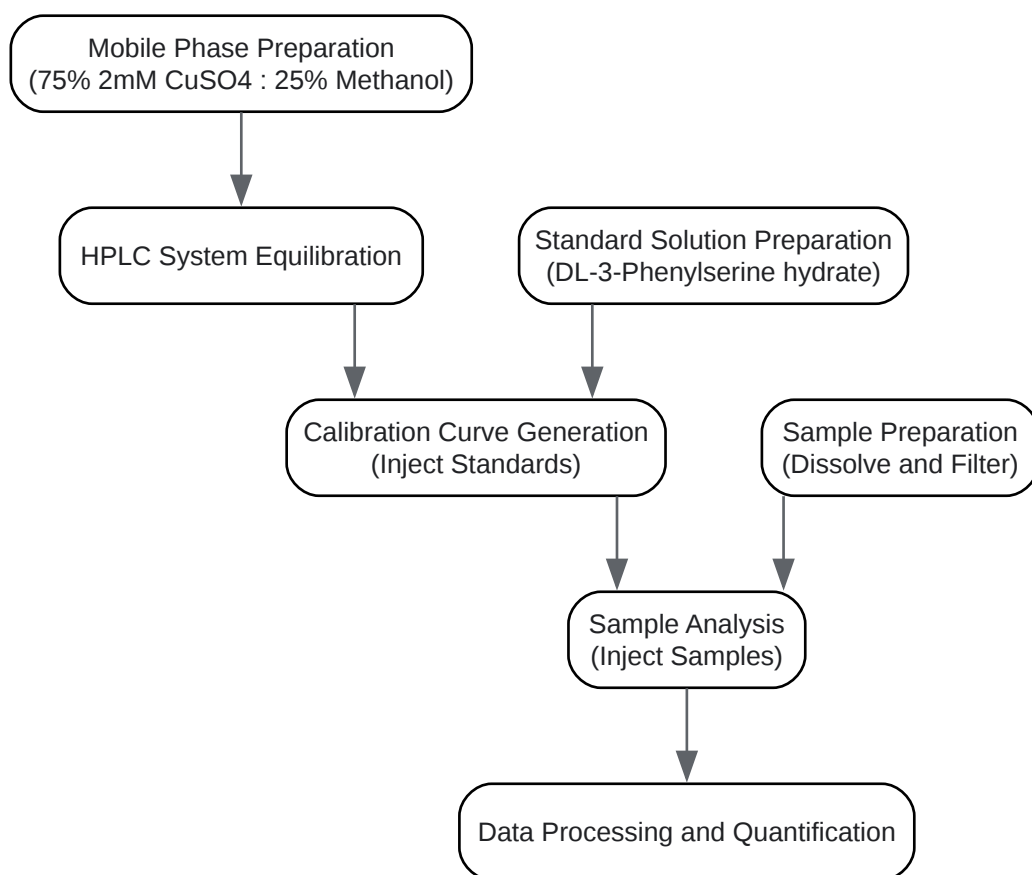 Mobile Phase Preparation
(75% 2mM CuSO4 : 25% Methanol)
HPLC System Equilibration
Standard Solution Preparation
(DL-3-Phenylserine hydrate)
Calibration Curve Generation
(Inject Standards)
Sample Preparation
(Dissolve and Filter)
Sample Analysis
(Inject Samples)
Data Processing and Quantification